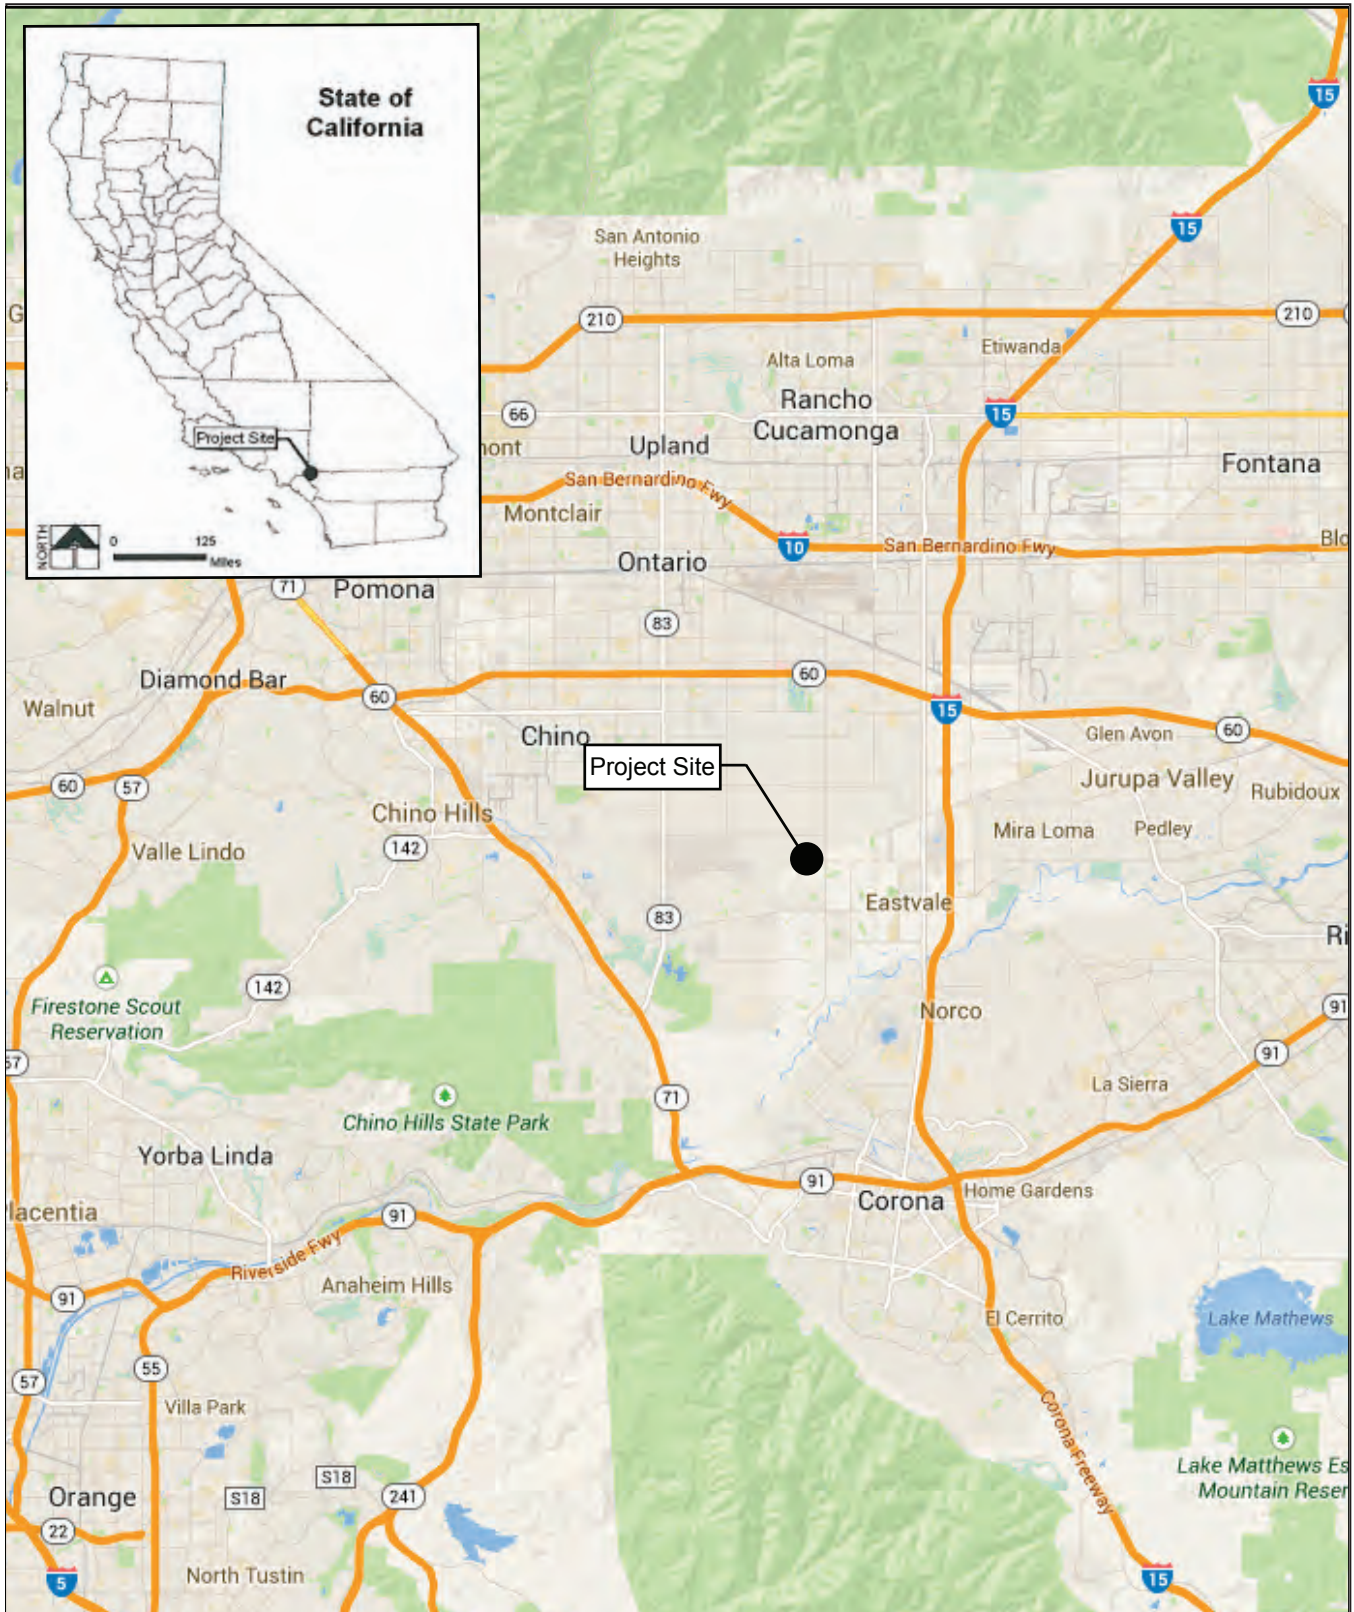 State of
California
Project Site
NORTH
0
125
Miles
15
15
San Antonio
Heights
210
210
Etiwanda
Alta Loma
Rancho
Cucamonga
66
15
Upland
Fontana
San Bernardino Fwy
Montclair
10
San Bernardino Fwy
Ontario
71
Pomona
83
Diamond Bar
60
60
Walnut
15
60
Glen Avon
Chino
Project Site
Jurupa Valley
Rubidoux
60
57
Chino Hills
Mira Loma
Pedley
142
Valle Lindo
Eastvale
83
142
Firestone Scout
Reservation
Norco
91
91
57
La Sierra
71
Chino Hills State Park
Yorba Linda
91
Corona
Home Gardens
lacentia
91
Riverside Fwy
Anaheim Hills
91
El Cerrito
Lake Mathews
55
57
Villa Park
Corona Freeway
Lake Matthews Es
Mountain Reser
S18
S18
Orange
241
22
North Tustin
5
15